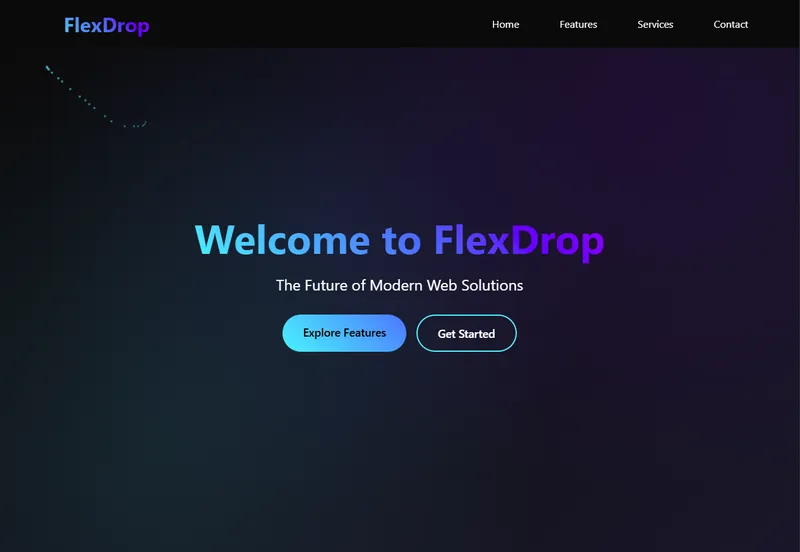 FlexDrop
Home Features Services Contact
Welcome to FlexDrop
The Future of Modern Web Solutions
Explore Features Get Started